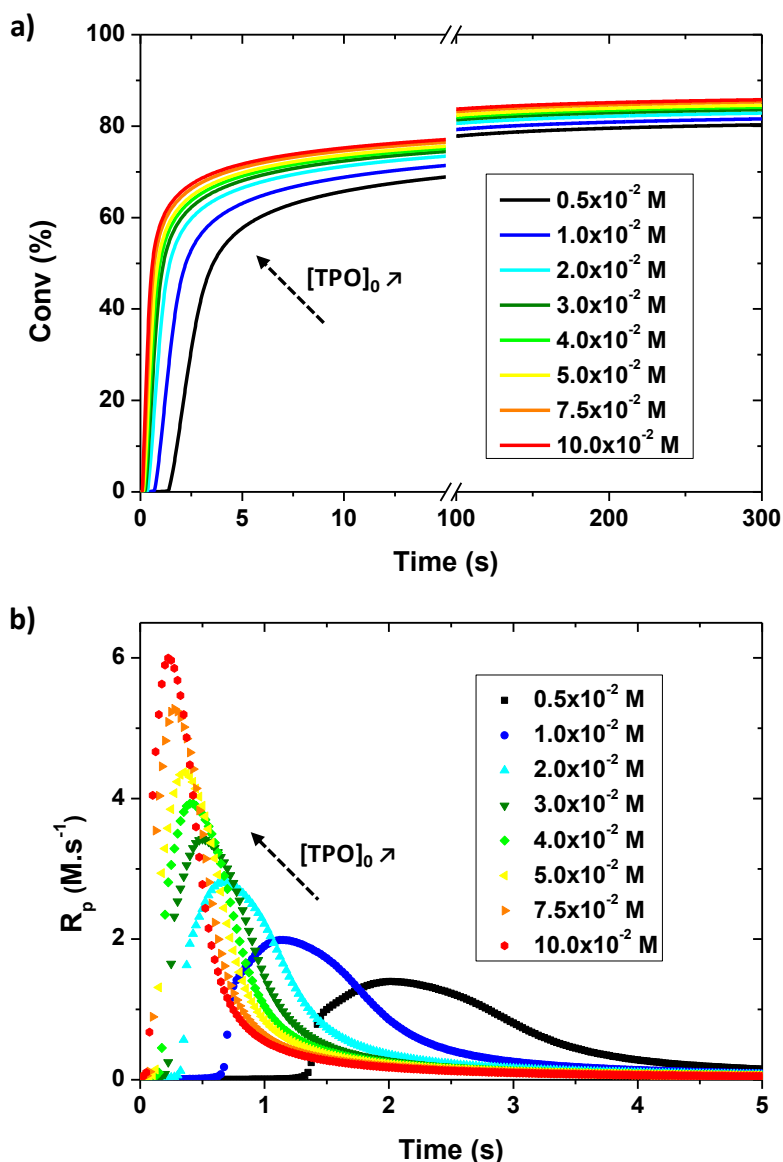 a)
100
80
60
40
20
0
Conv (%)
[TPO]₀ ↗
0.5x10⁻² M
1.0x10⁻² M
2.0x10⁻² M
3.0x10⁻² M
4.0x10⁻² M
5.0x10⁻² M
7.5x10⁻² M
10.0x10⁻² M
0 5 10 100 200 300
Time (s)
b)
6
4
2
0
Rₚ (M.s⁻¹)
[TPO]₀ ↗
0.5x10⁻² M
1.0x10⁻² M
2.0x10⁻² M
3.0x10⁻² M
4.0x10⁻² M
5.0x10⁻² M
7.5x10⁻² M
10.0x10⁻² M
0 1 2 3 4 5
Time (s)